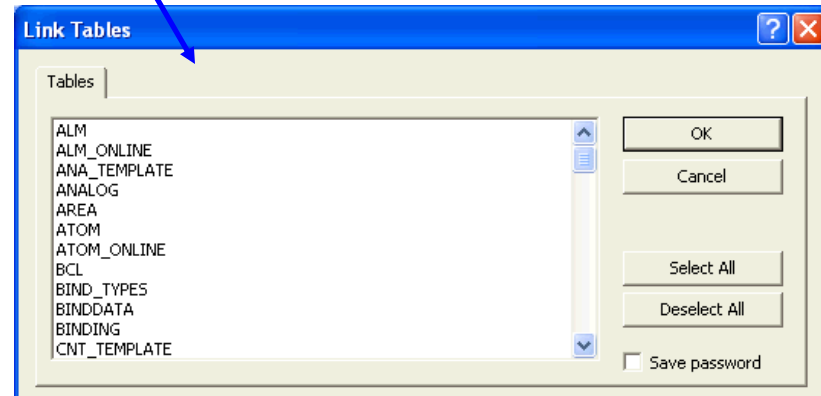 Link Tables
Tables
ALM
ALM_ONLINE
ANA_TEMPLATE
ANALOG
AREA
ATOM
ATOM_ONLINE
BCL
BIND_TYPES
BINDDATA
BINDING
CNT_TEMPLATE
OK
Cancel
Select All
Deselect All
Save password